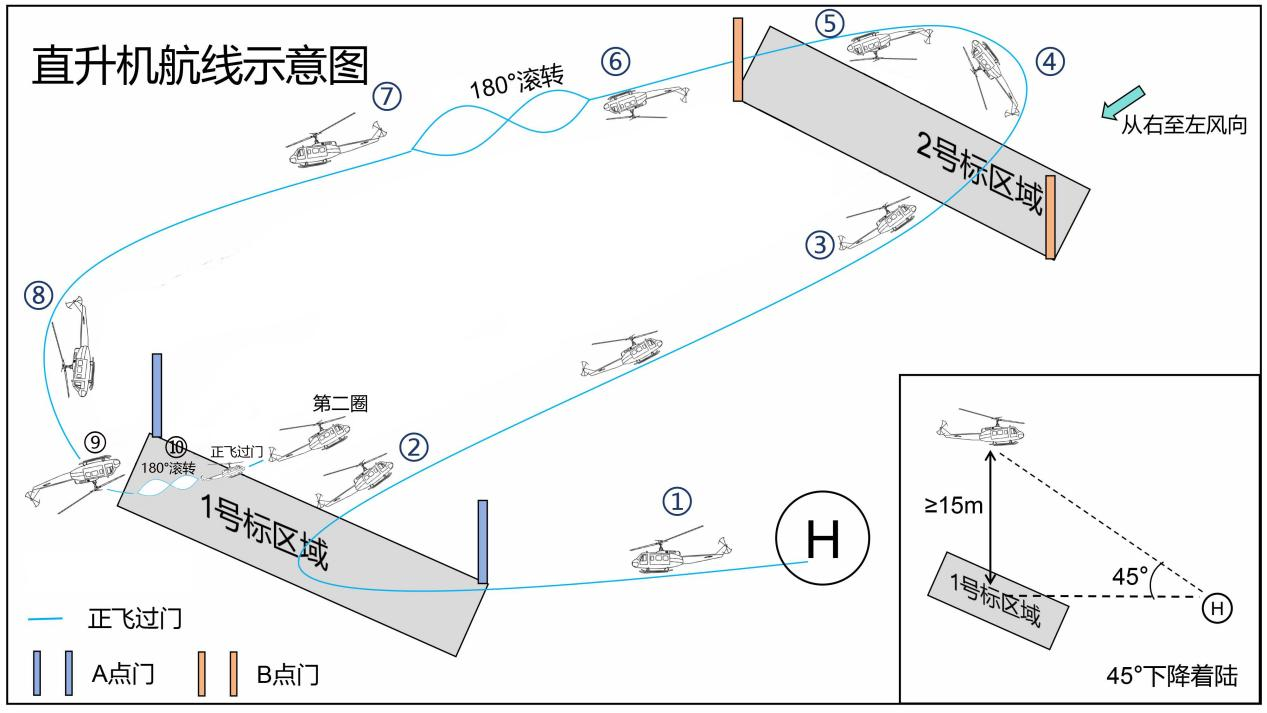 直升机航线示意图
⑤
⑥
④
180°滚转
⑦
从右至左风向
2号标区域
③
⑧
第二圈
②
⑨
⑩
正飞过门
180°滚转
1号标区域
①
H
≥15m
45°
1号标区域
H
45°下降着陆
正飞过门
A点门
B点门